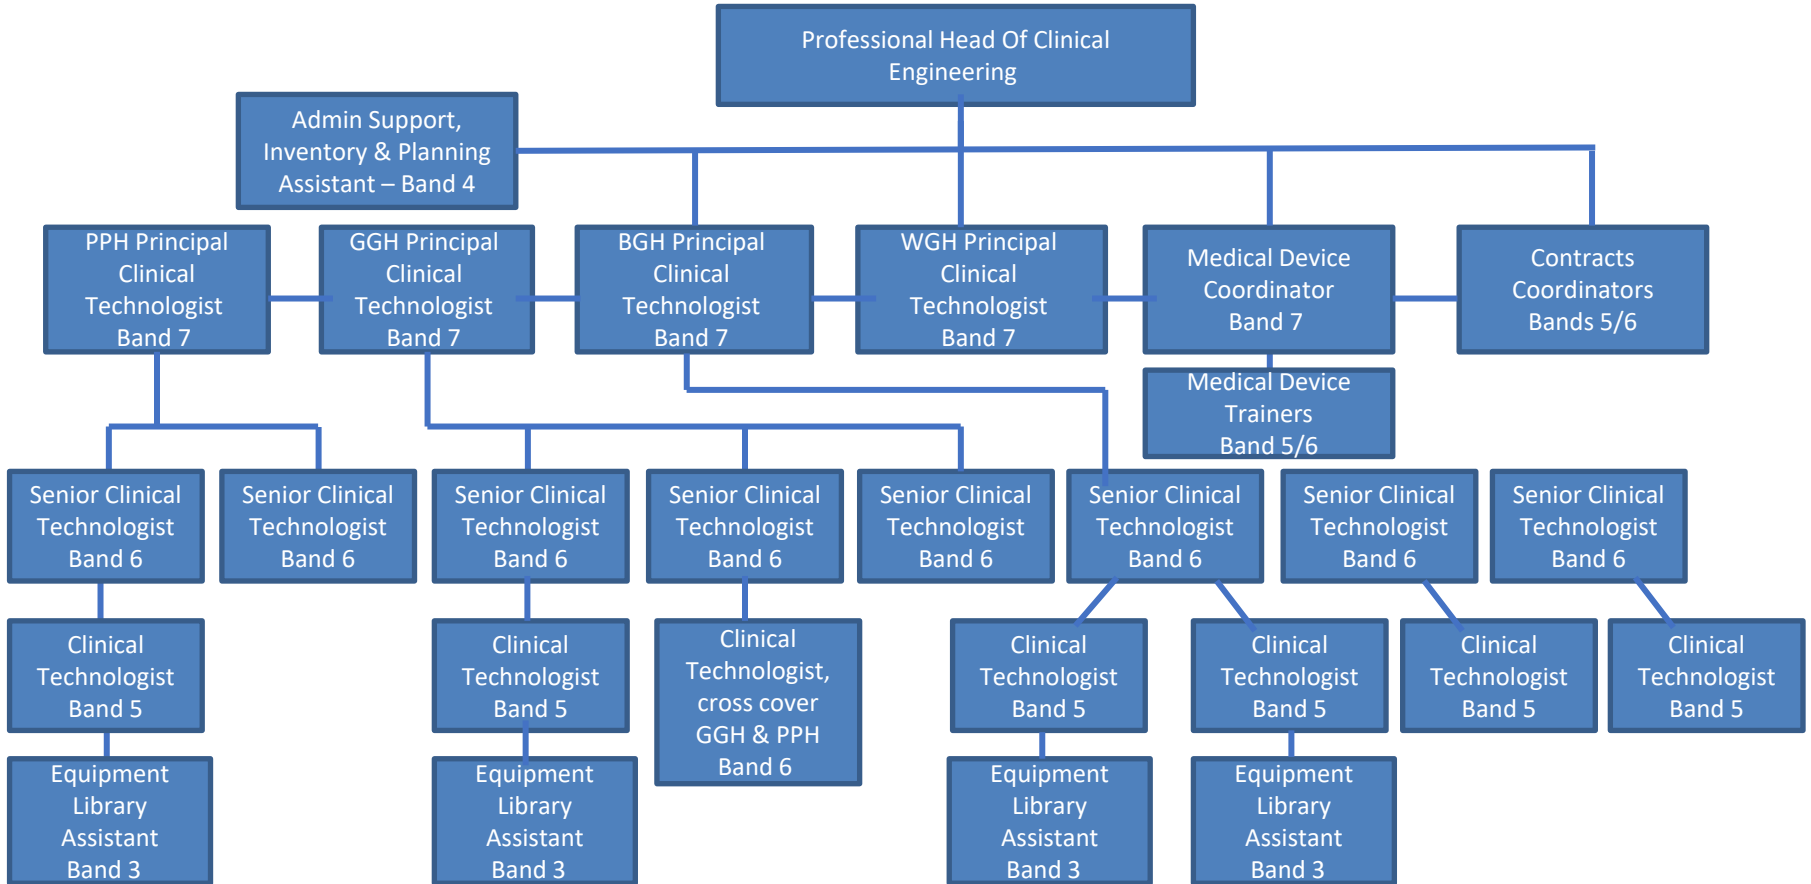 Professional Head Of Clinical
Engineering
Admin Support,
Inventory & Planning
Assistant – Band 4
PPH Principal
Clinical
Technologist
Band 7
GGH Principal
Clinical
Technologist
Band 7
BGH Principal
Clinical
Technologist
Band 7
WGH Principal
Clinical
Technologist
Band 7
Medical Device
Coordinator
Band 7
Contracts
Coordinators
Bands 5/6
Medical Device
Trainers
Band 5/6
Senior Clinical
Technologist
Band 6
Senior Clinical
Technologist
Band 6
Senior Clinical
Technologist
Band 6
Senior Clinical
Technologist
Band 6
Senior Clinical
Technologist
Band 6
Senior Clinical
Technologist
Band 6
Senior Clinical
Technologist
Band 6
Senior Clinical
Technologist
Band 6
Clinical
Technologist
Band 5
Clinical
Technologist
Band 5
Clinical
Technologist,
cross cover
GGH & PPH
Band 6
Clinical
Technologist
Band 5
Clinical
Technologist
Band 5
Clinical
Technologist
Band 5
Clinical
Technologist
Band 5
Equipment
Library
Assistant
Band 3
Equipment
Library
Assistant
Band 3
Equipment
Library
Assistant
Band 3
Equipment
Library
Assistant
Band 3